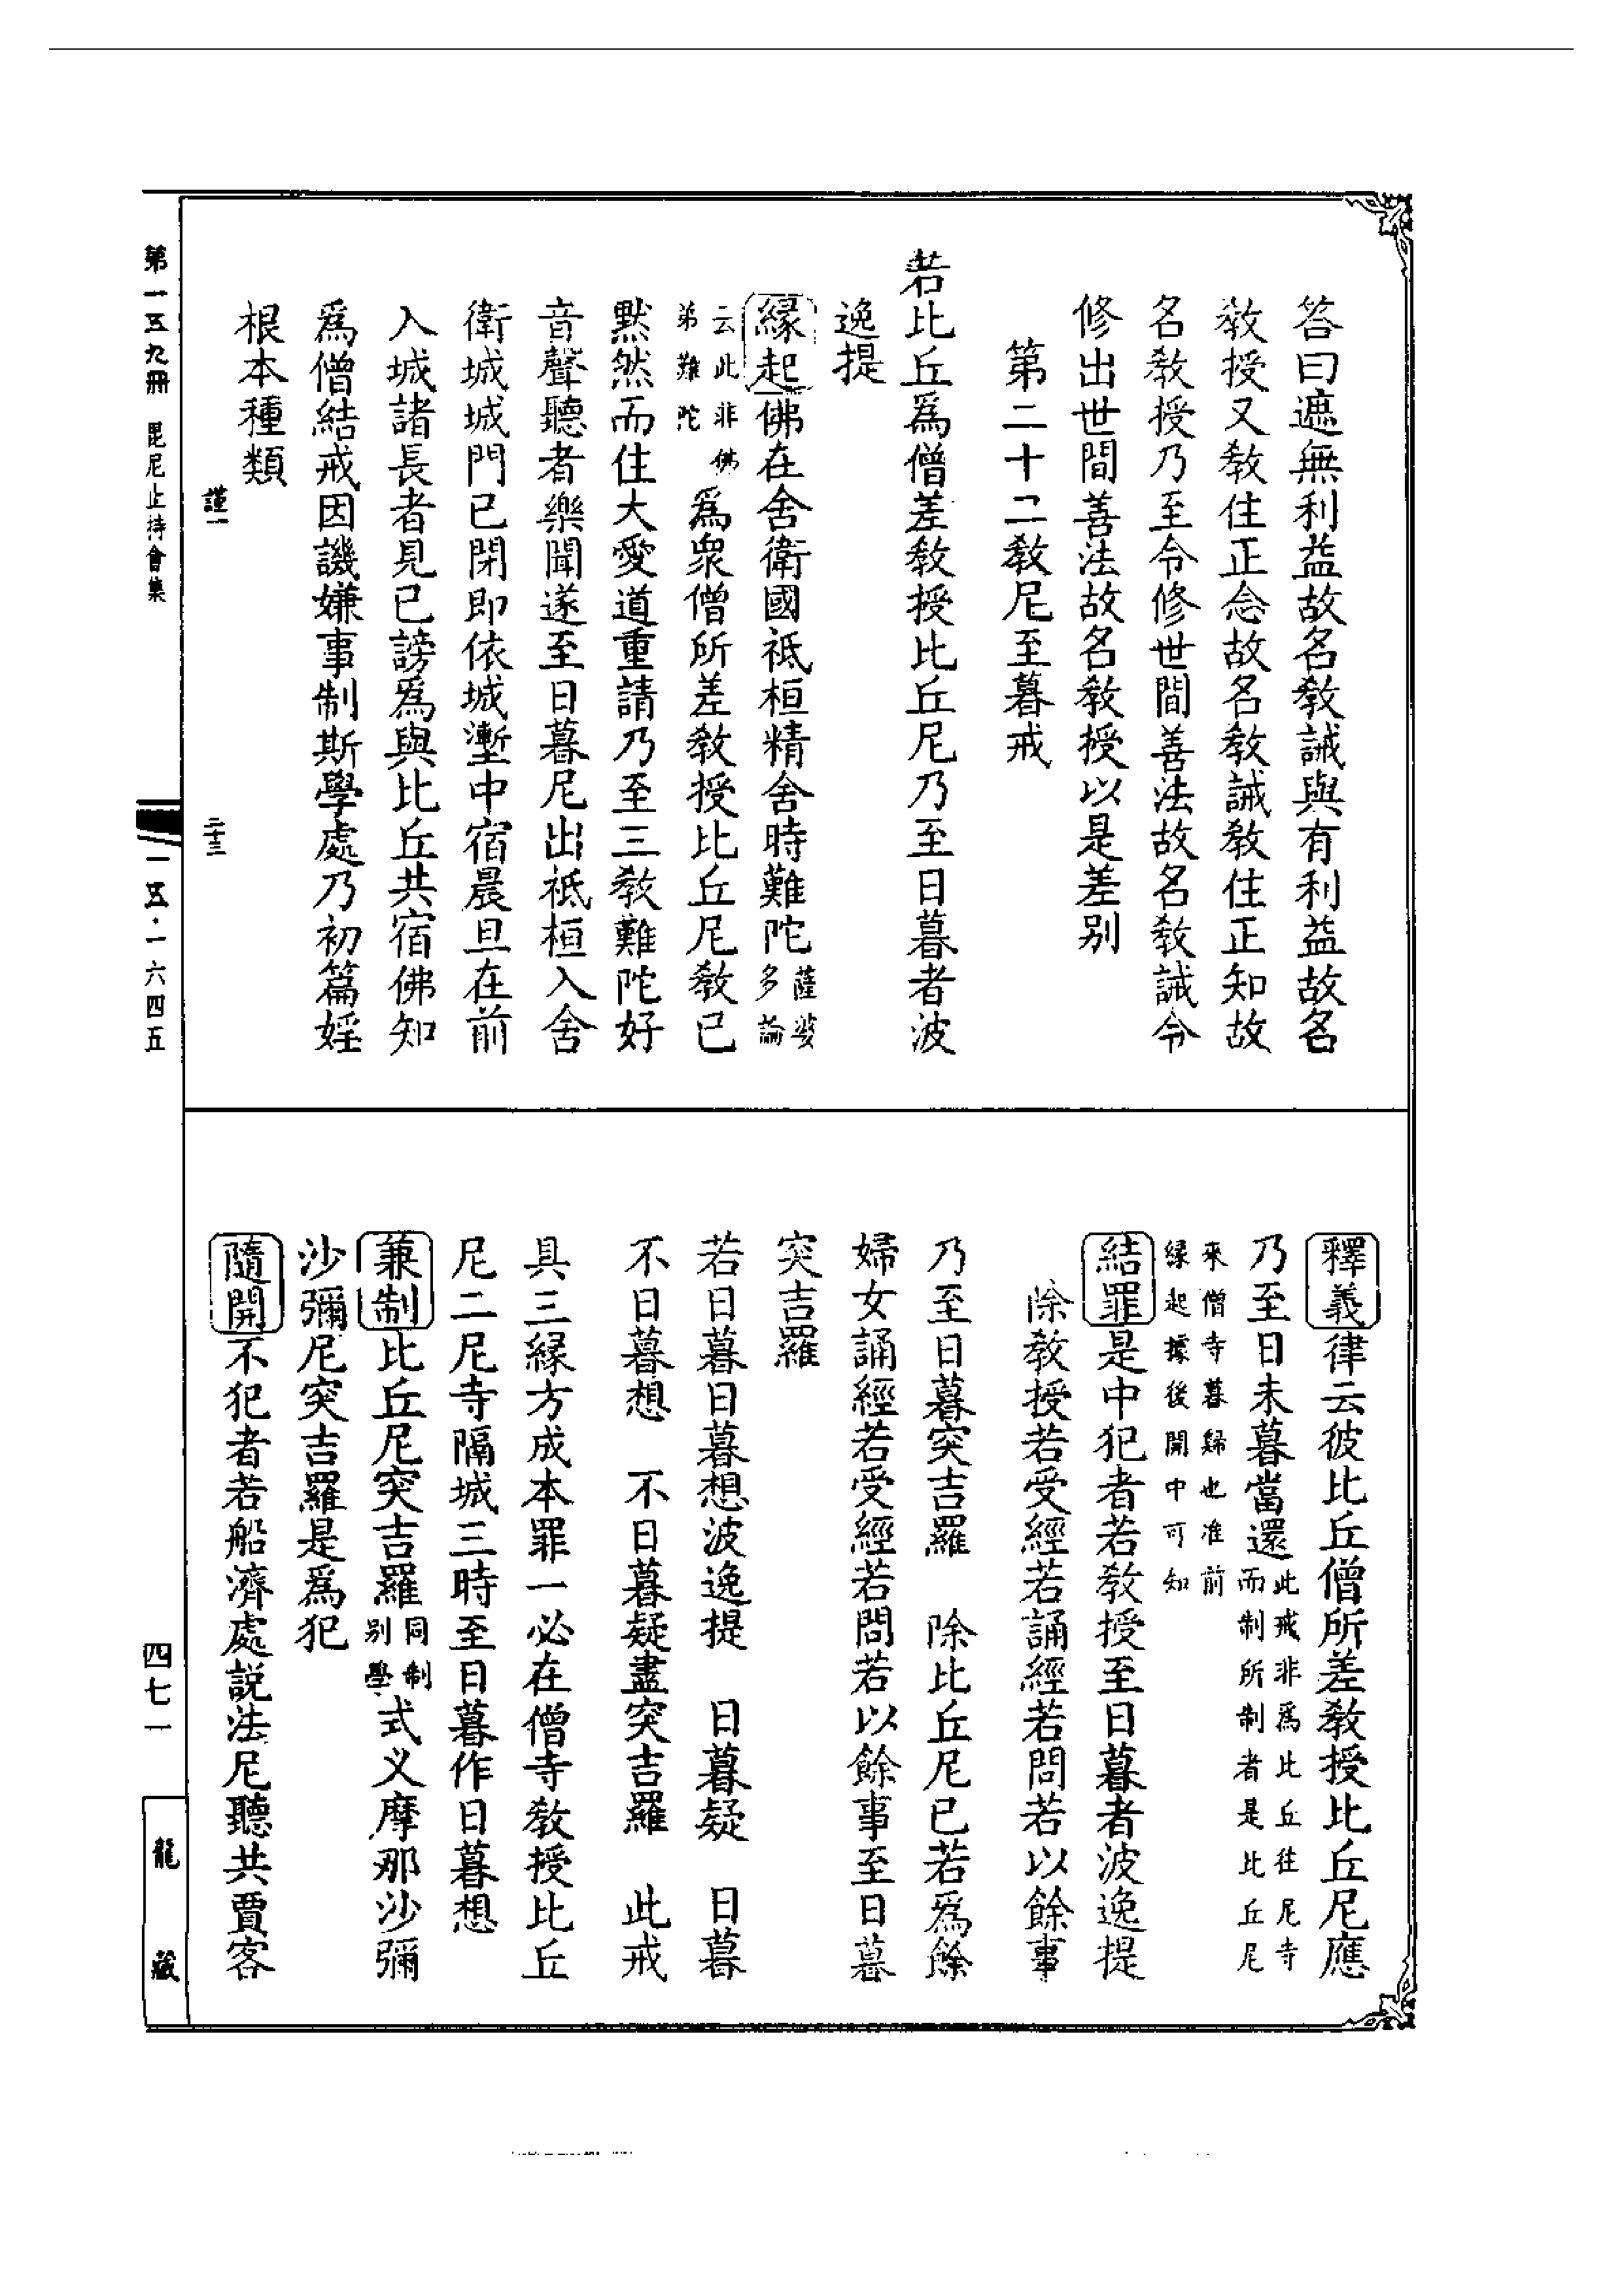 答曰遮無利益故名教誡與有利益故名
教授又教住正念故名教誡教住正知故
名教授乃至令修世間善法故名教誡令
修出世間善法故名教授以是差别
第二十二教尼至暮戒
若比丘爲僧差教授比丘尼乃至日暮者波
逸提
緣起佛在舍衛國祇桓精舍時難陀薩婆多論
云此非佛弟難陀爲衆僧所差教授比丘尼教已
默然而住大愛道重請乃至三教難陀好
音聲聽者樂聞遂至日暮尼出祇桓入舍
衛城城門已閉即依城塹中宿晨旦在前
入城諸長者見已謗爲與比丘共宿佛知
爲僧結戒因譏嫌事制斯學處乃初篇婬
根本種類
謹一
二十三
釋義律云彼比丘僧所差教授比丘尼應
乃至日未暮當還此戒非爲比丘往尼寺而制所制者是比丘尼
來僧寺暮歸也准前緣起據後開中可知
結罪是中犯者若教授至日暮者波逸提
除教授若受經若誦經若問若以餘事
乃至日暮突吉羅　除比丘尼已若爲餘
婦女誦經若受經若問若以餘事至日暮
突吉羅
若日暮日暮想波逸提　日暮疑　日暮
不日暮想　不日暮疑盡突吉羅　此戒
具三緣方成本罪一必在僧寺教授比丘
尼二尼寺隔城三時至日暮作日暮想
兼制比丘尼突吉羅同制别學式义摩那沙彌
沙彌尼突吉羅是爲犯
隨開不犯者若船濟處説法尼聽共賈客
第一五九冊　毘尼止持會集
一五·一六四五
四七一
龍藏